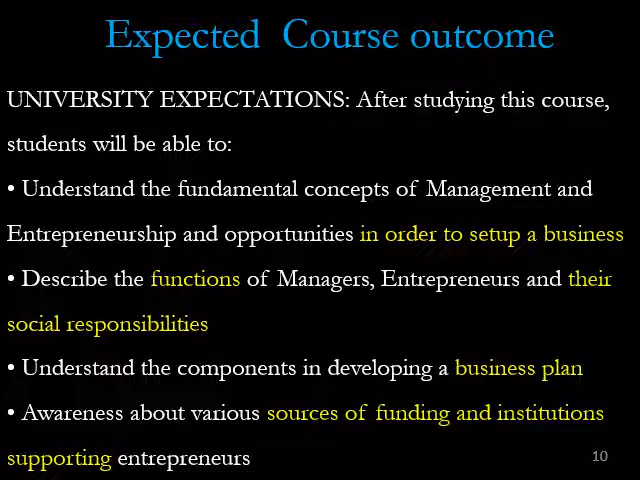 Expected Course outcome
UNIVERSITY EXPECTATIONS: After studying this course,
students will be able to:
• Understand the fundamental concepts of Management and
Entrepreneurship and opportunities in order to setup a business
• Describe the functions of Managers, Entrepreneurs and their
social responsibilities
• Understand the components in developing a business plan
• Awareness about various sources of funding and institutions
supporting entrepreneurs
10